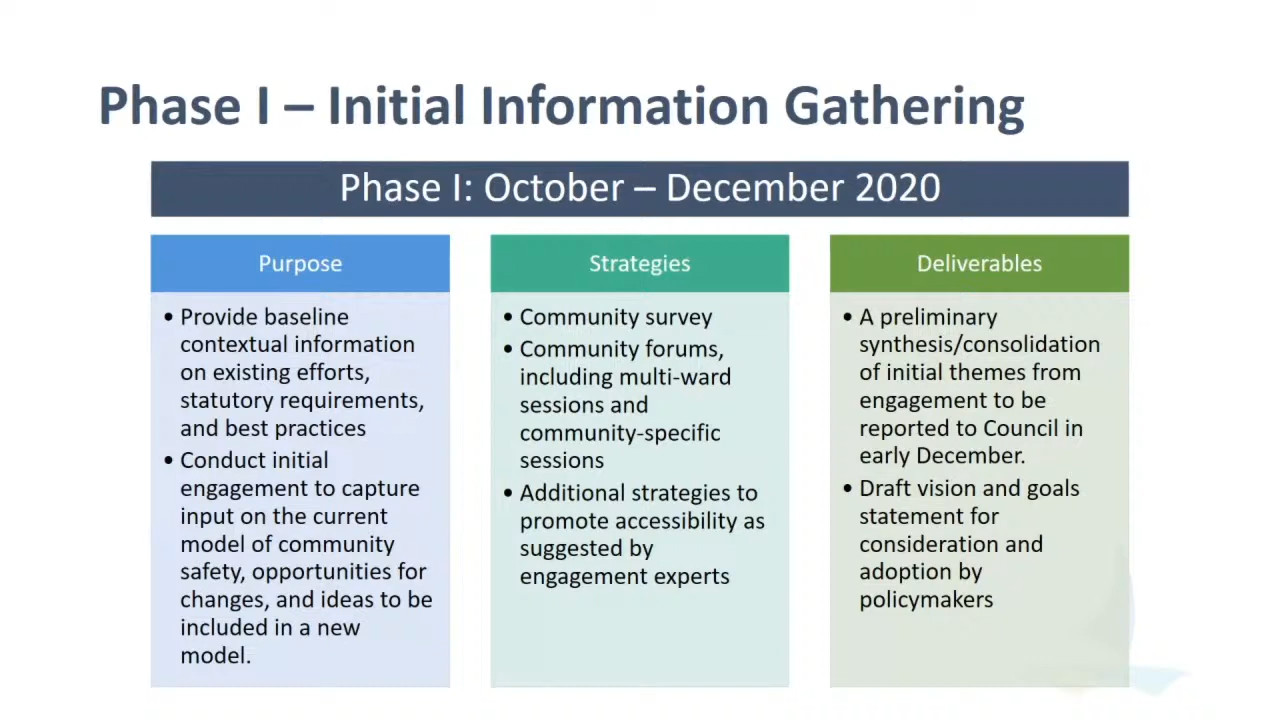 Phase I – Initial Information Gathering
Phase I: October – December 2020
Purpose
• Provide baseline
contextual information
on existing efforts,
statutory requirements,
and best practices
• Conduct initial
engagement to capture
input on the current
model of community
safety, opportunities for
changes, and ideas to be
included in a new
model.
Strategies
• Community survey
• Community forums,
including multi-ward
sessions and
community-specific
sessions
• Additional strategies to
promote accessibility as
suggested by
engagement experts
Deliverables
• A preliminary
synthesis/consolidation
of initial themes from
engagement to be
reported to Council in
early December.
• Draft vision and goals
statement for
consideration and
adoption by
policymakers